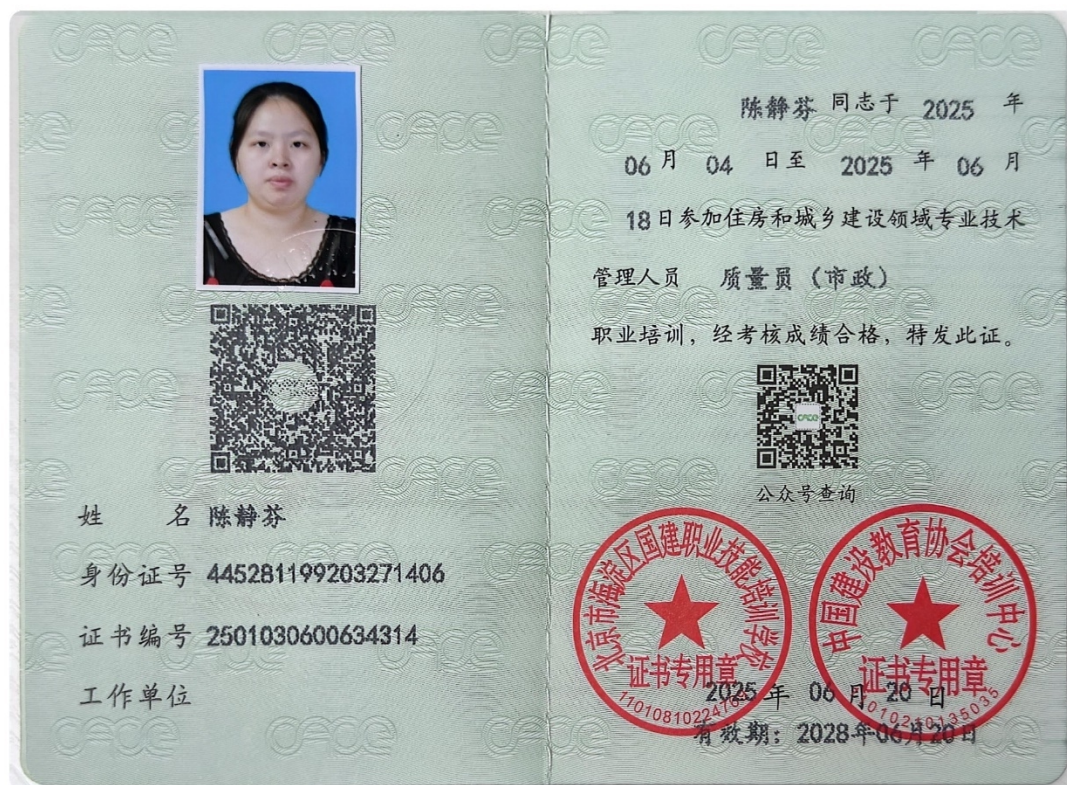 姓 名 陈静芬
身份证号 445281199203271406
证书编号 2501030600634314
工作单位
陈静芬 同志于 2025 年
06 月 04 日至 2025 年 06 月
18 日参加住房和城乡建设领域专业技术
管理人员 质量员（市政）
职业培训，经考核成绩合格，特发此证。
CACE
公众号查询
北京市海淀区国建职业技能培训学校
证书专用章
中国建设教育协会培训中心
证书专用章
2025 年 06 月 20 日
有效期：2028年06月20日